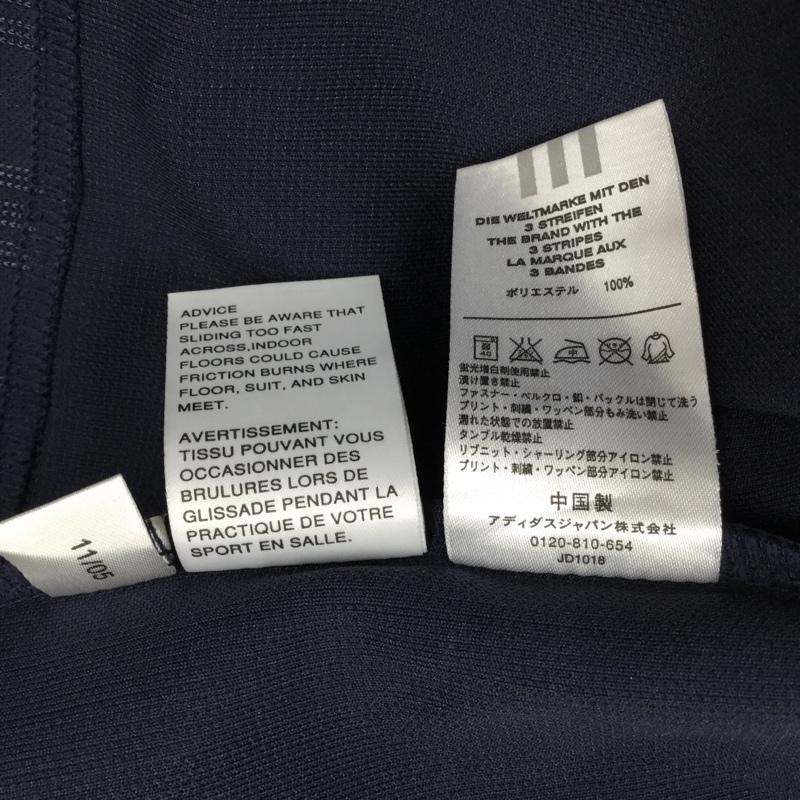 11/05
ADVICE
PLEASE BE AWARE THAT
SLIDING TOO FAST
ACROSS,INDOOR
FLOORS COULD CAUSE
FRICTION BURNS WHERE
FLOOR, SUIT, AND SKIN
MEET.
AVERTISSEMENT:
TISSU POUVANT VOUS
OCCASIONNER DES
BRULURES LORS DE
GLISSADE PENDANT LA
PRACTIQUE DE VOTRE
SPORT EN SALLE.
DIE WELTMARKE MIT DEN
3 STREIFEN
THE BRAND WITH THE
3 STRIPES
LA MARQUE AUX
3 BANDES
ポリエステル 100%
40
中
蛍光増白剤使用禁止
漬け置き禁止
ファスナー・ベルクロ・釦・バックルは閉じて洗う
プリント・刺繍・ワッペン部分もみ洗い禁止
濡れた状態での放置禁止
タンブル乾燥禁止
リブニット・シャーリング部分アイロン禁止
プリント・刺繍・ワッペン部分アイロン禁止
中国製
アディダスジャパン株式会社
0120-810-654
JD1018